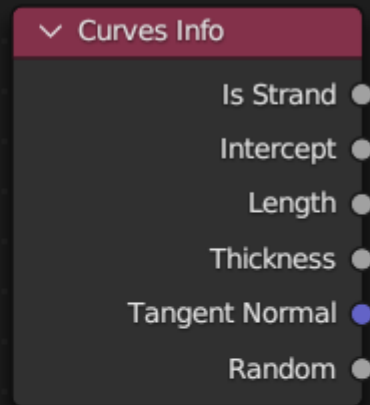 Curves Info
Is Strand
Intercept
Length
Thickness
Tangent Normal
Random